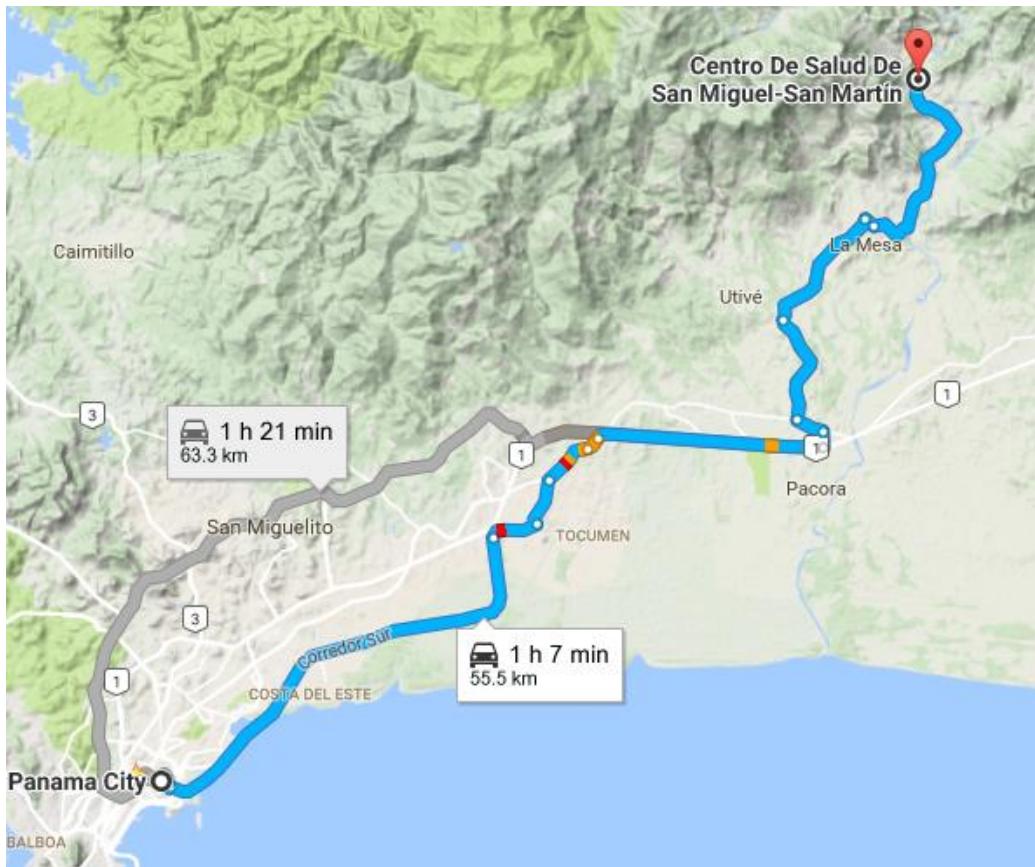 Centro De Salud De
San Miguel-San Martín
Caimitillo
La Mesa
Utivé
1
3
1 h 21 min
63.3 km
1
1
Pacora
San Miguelito
TOCUMEN
3
Corredor Sur
1 h 7 min
55.5 km
1
COSTA DEL ESTE
Panama City
BALBOA